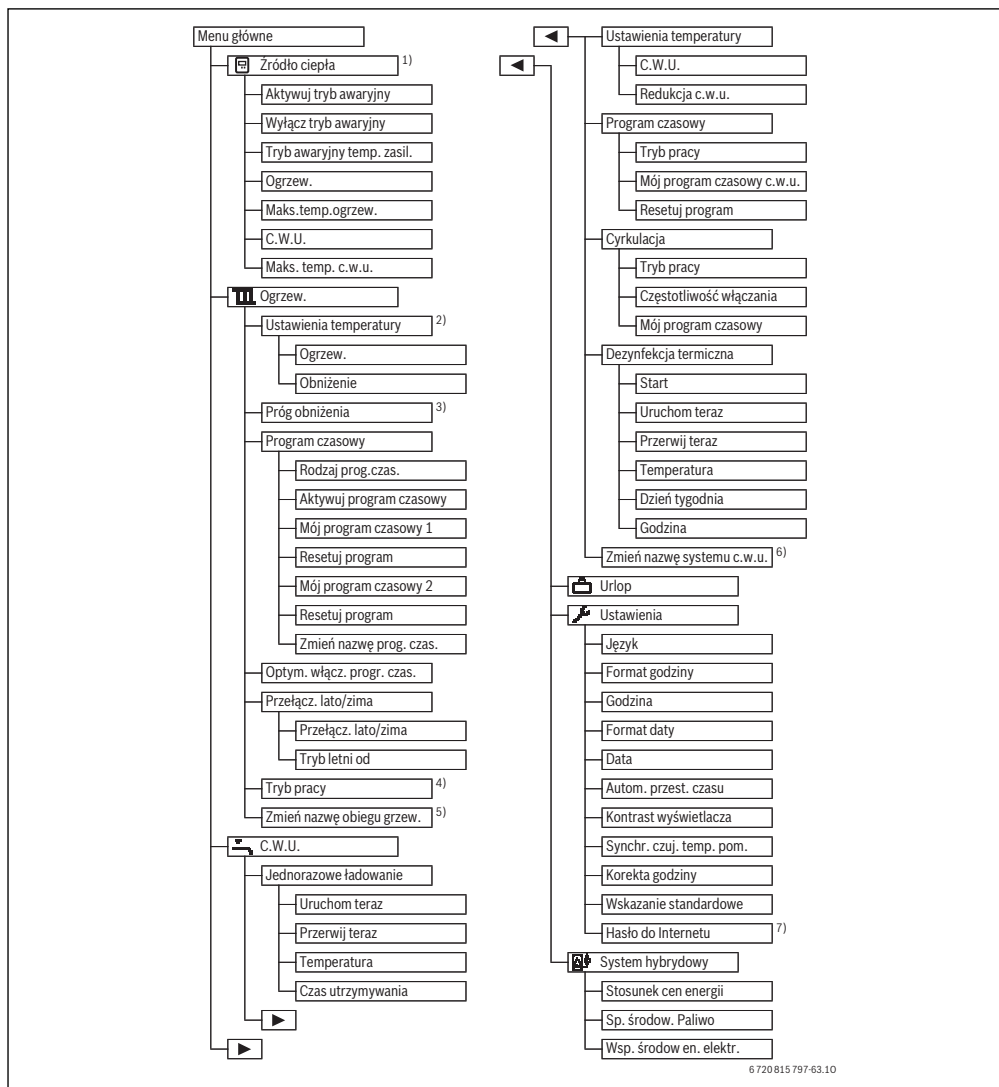 Menu główne
Źródło ciepła 1)
Aktywuj tryb awaryjny
Wyłącz tryb awaryjny
Tryb awaryjny temp. zasil.
Ogrzew.
Maks.temp.ogrzew.
C.W.U.
Maks. temp. c.w.u.
Ogrzew.
Ustawienia temperatury 2)
Ogrzew.
Obniżenie
Próg obniżenia 3)
Program czasowy
Rodzaj prog.czas.
Aktywuj program czasowy
Mój program czasowy 1
Resetuj program
Mój program czasowy 2
Resetuj program
Zmień nazwę prog. czas.
Optym. włącz. progr. czas.
Przełącz. lato/zima
Przełącz. lato/zima
Tryb letni od
Tryb pracy 4)
Zmień nazwę obiegu grzew. 5)
C.W.U.
Jednorazowe ładowanie
Uruchom teraz
Przerwij teraz
Temperatura
Czas utrzymywania
Ustawienia temperatury
C.W.U.
Redukcja c.w.u.
Program czasowy
Tryb pracy
Mój program czasowy c.w.u.
Resetuj program
Cyrkulacja
Tryb pracy
Częstotliwość włączania
Mój program czasowy
Dezynfekcja termiczna
Start
Uruchom teraz
Przerwij teraz
Temperatura
Dzień tygodnia
Godzina
Zmień nazwę systemu c.w.u. 6)
Urlop
Ustawienia
Język
Format godziny
Godzina
Format daty
Data
Autom. przest. czasu
Kontrast wyświetlacza
Synchr. czuj. temp. pom.
Korekta godziny
Wskazanie standardowe
Hasło do Internetu 7)
System hybrydowy
Stosunek cen energii
Sp. środow. Paliwo
Wsp. środow en. elektr.
6 720 815 797-63.1O